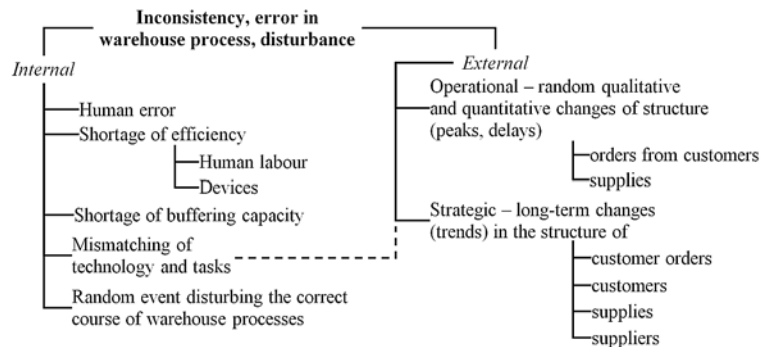 Inconsistency, error in
warehouse process, disturbance
Internal
Human error
Shortage of efficiency
Human labour
Devices
Shortage of buffering capacity
Mismatching of
technology and tasks
Random event disturbing the correct
course of warehouse processes
External
Operational – random qualitative
and quantitative changes of structure
(peaks, delays)
orders from customers
supplies
Strategic – long-term changes
(trends) in the structure of
customer orders
customers
supplies
suppliers